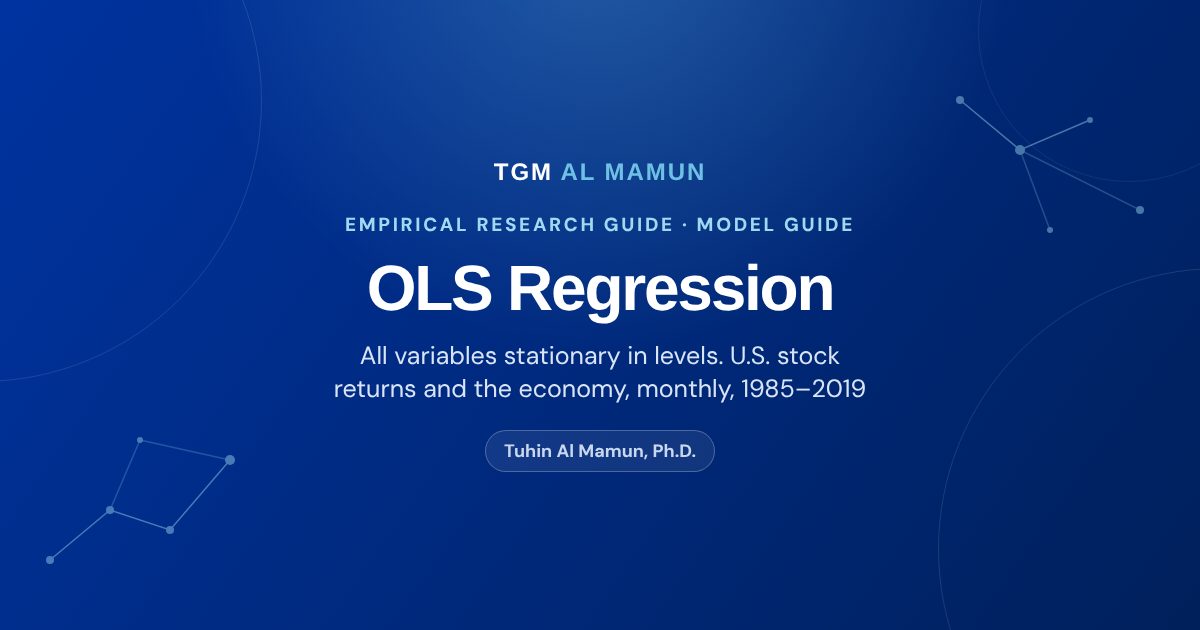 TGM AL MAMUN
EMPIRICAL RESEARCH GUIDE · MODEL GUIDE
OLS Regression
All variables stationary in levels. U.S. stock
returns and the economy, monthly, 1985–2019
Tuhin Al Mamun, Ph.D.